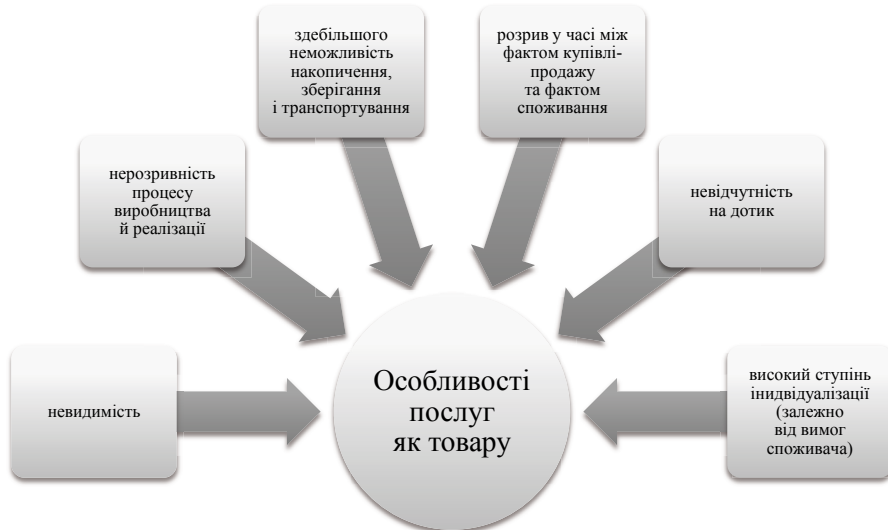 здебільшого
неможливість
накопичення,
зберігання
і транспортування
розрив у часі між
фактом купівлі-
продажу
та фактом
споживання
нерозривність
процесу
виробництва
й реалізації
невідчутність
на дотик
невидимість
Особливості
послуг
як товару
високий ступінь
інидвідуалізації
(залежно
від вимог
споживача)